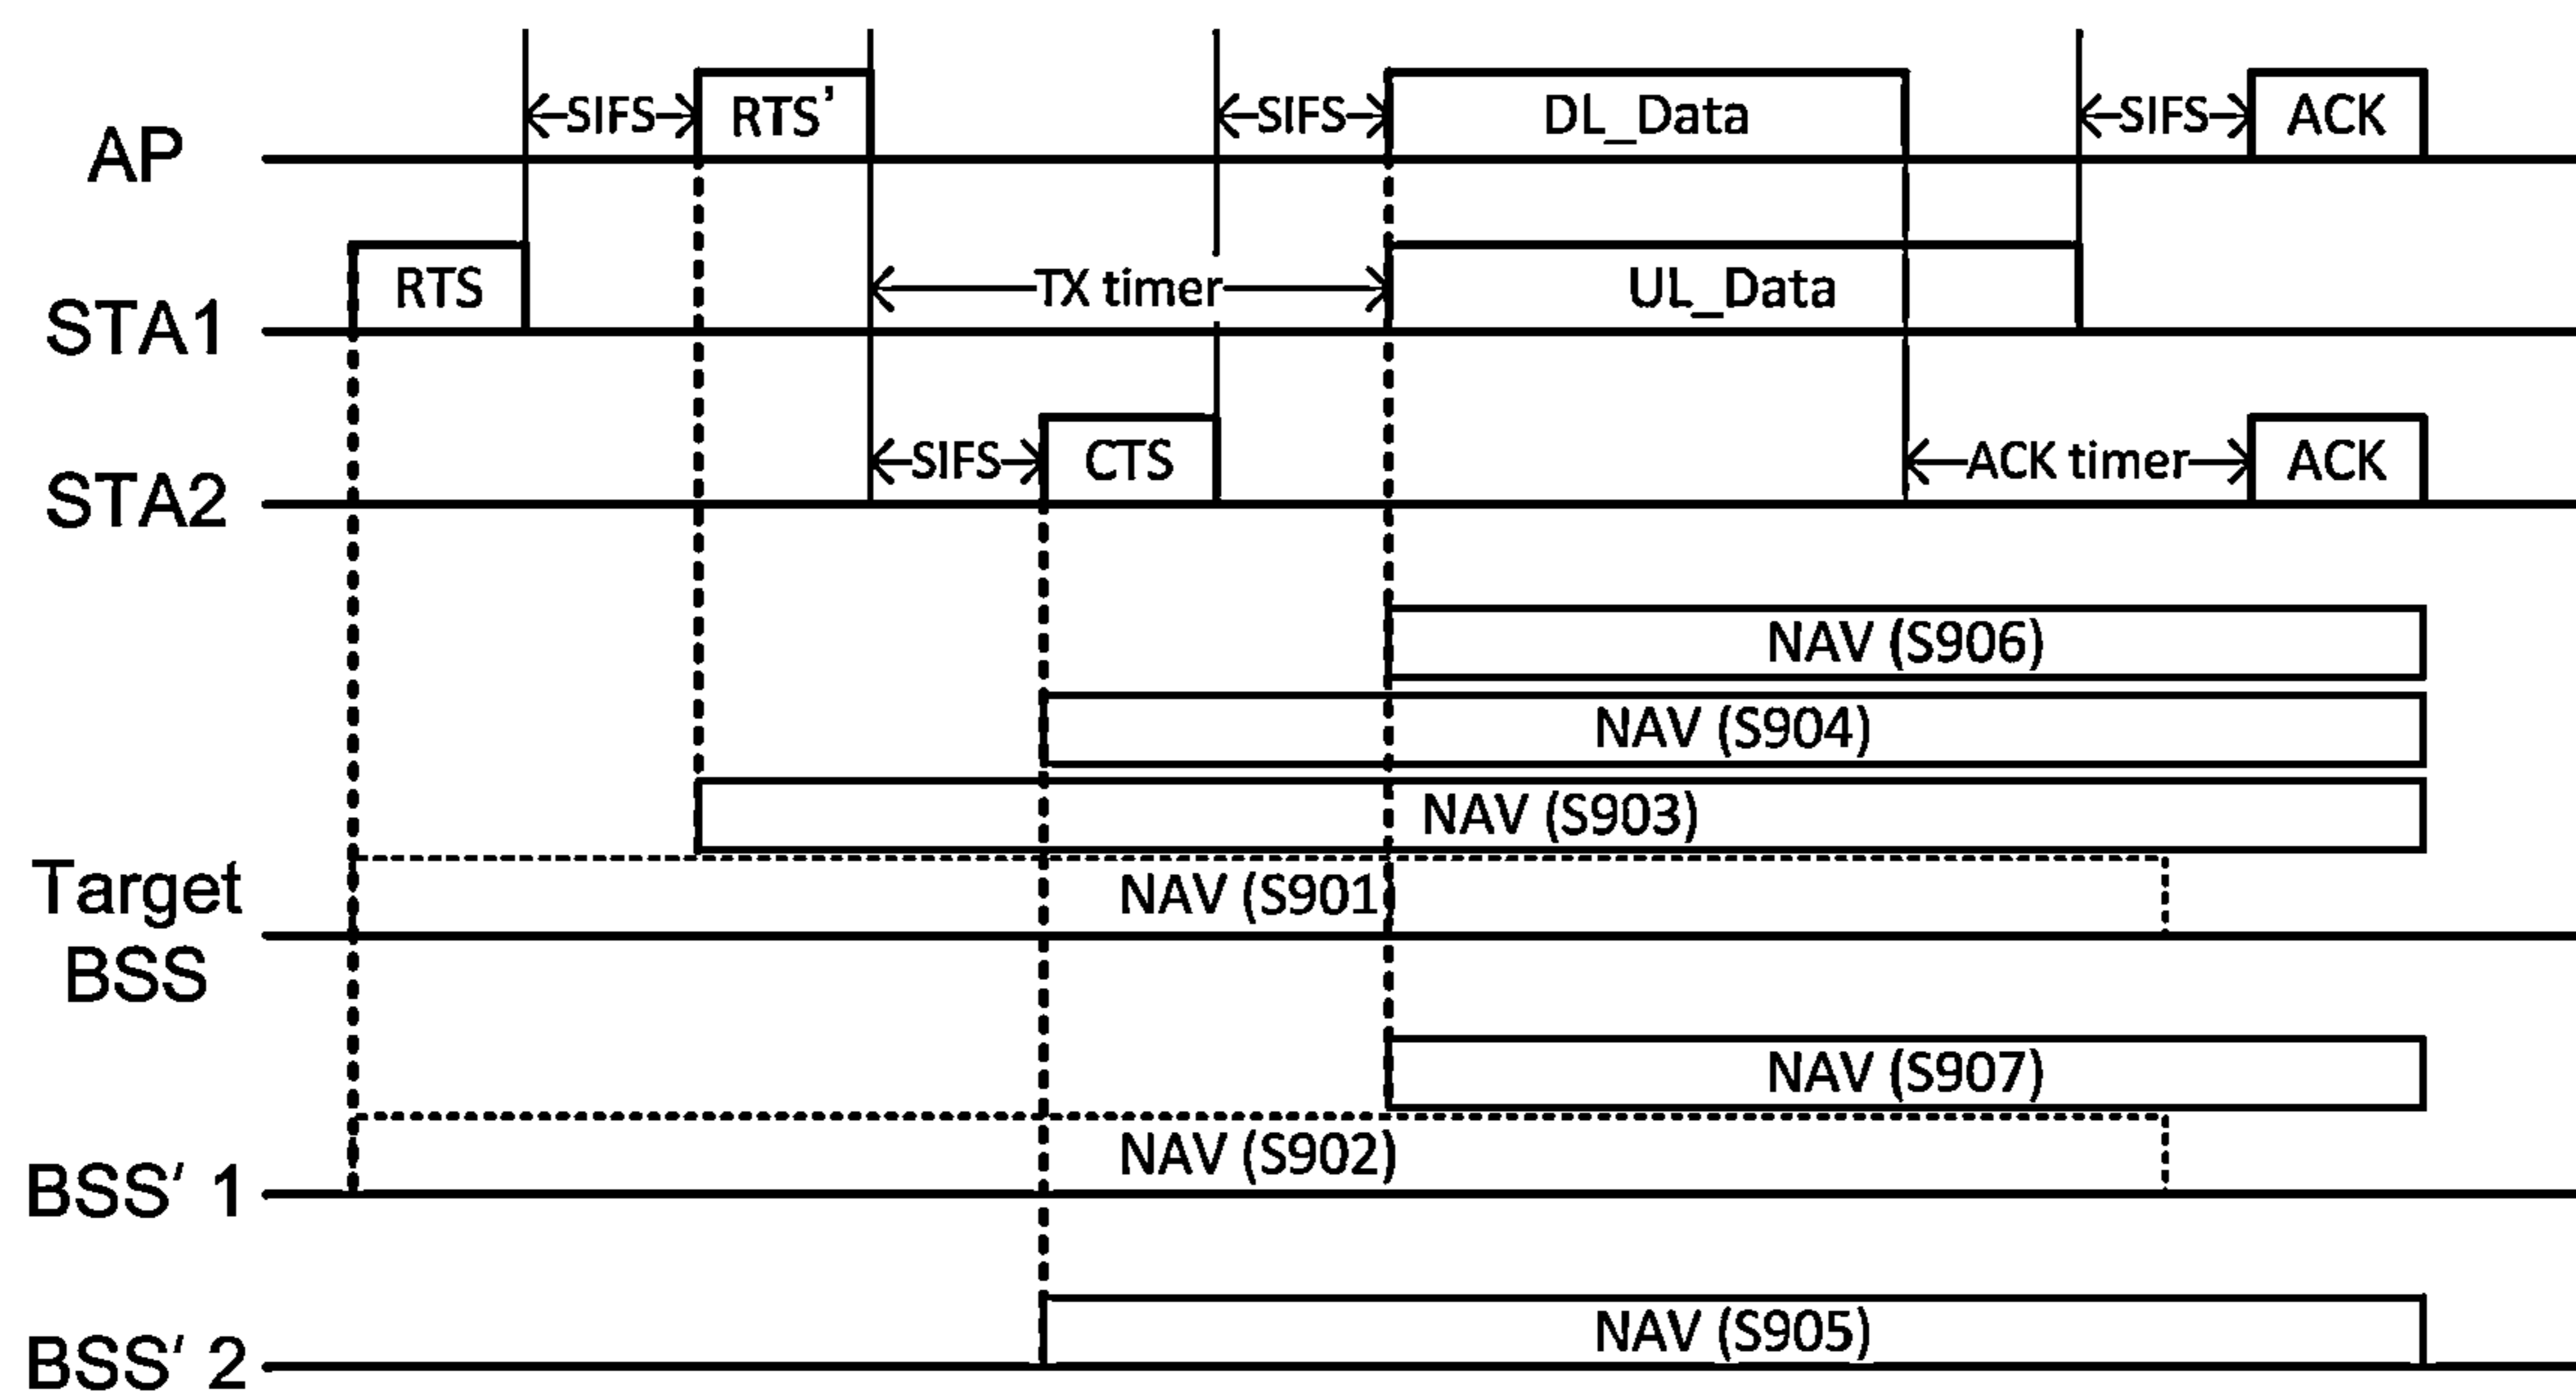 SIFS
RTS’
SIFS
DL_Data
SIFS
ACK
AP
RTS
TX timer
UL_Data
STA1
SIFS
CTS
ACK timer
ACK
STA2
NAV (S906)
NAV (S904)
NAV (S903)
Target
BSS
NAV (S901)
NAV (S907)
NAV (S902)
BSS' 1
NAV (S905)
BSS' 2